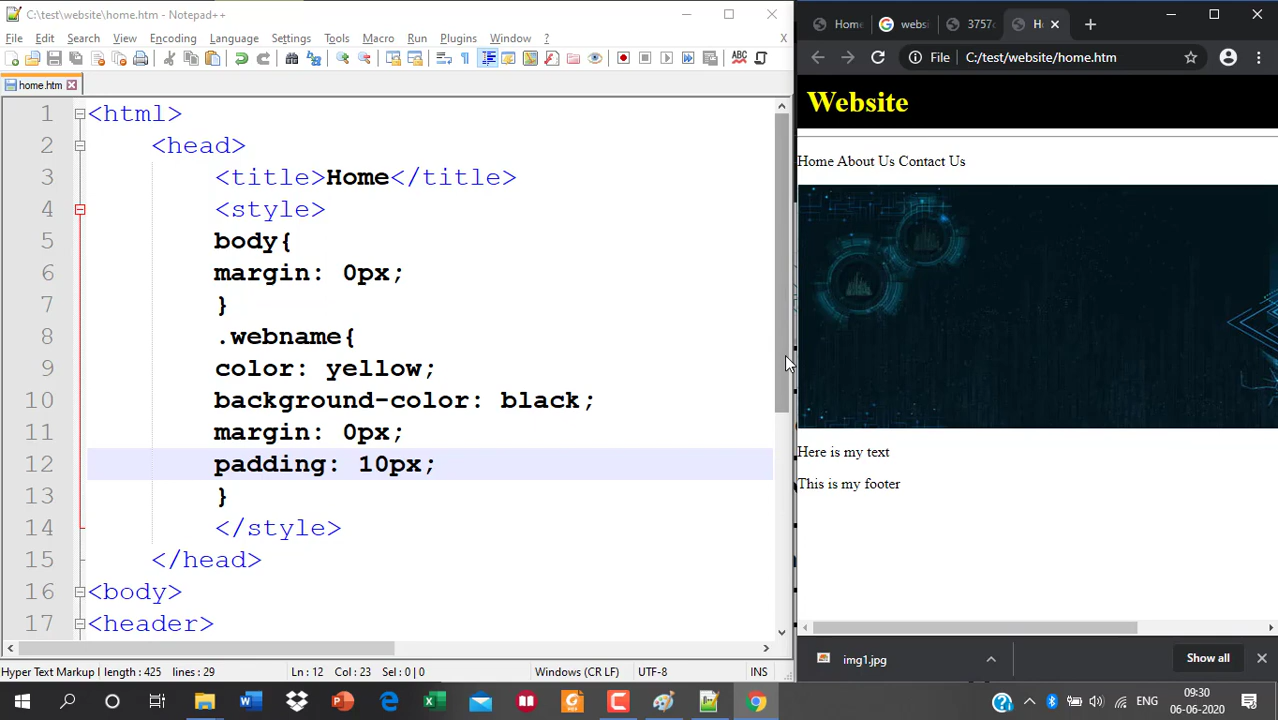 C:\test\website\home.htm - Notepad++
File Edit Search View Encoding Language Settings Tools Macro Run Plugins Window ? X
home.htm
1 <html>
2 <head>
3 <title>Home</title>
4 <style>
5 body{
6 margin: 0px;
7 }
8 .webname{
9 color: yellow;
10 background-color: black;
11 margin: 0px;
12 padding: 10px;
13 }
14 </style>
15 </head>
16 <body>
17 <header>
Hyper Text Markup l length : 425 lines : 29 Ln : 12 Col : 23 Sel : 0 | 0 Windows (CR LF) UTF-8 INS
Home websi 3757c H
File C:/test/website/home.htm
Website
Home About Us Contact Us
Here is my text
This is my footer
img1.jpg Show all
ENG 09:30
06-06-2020